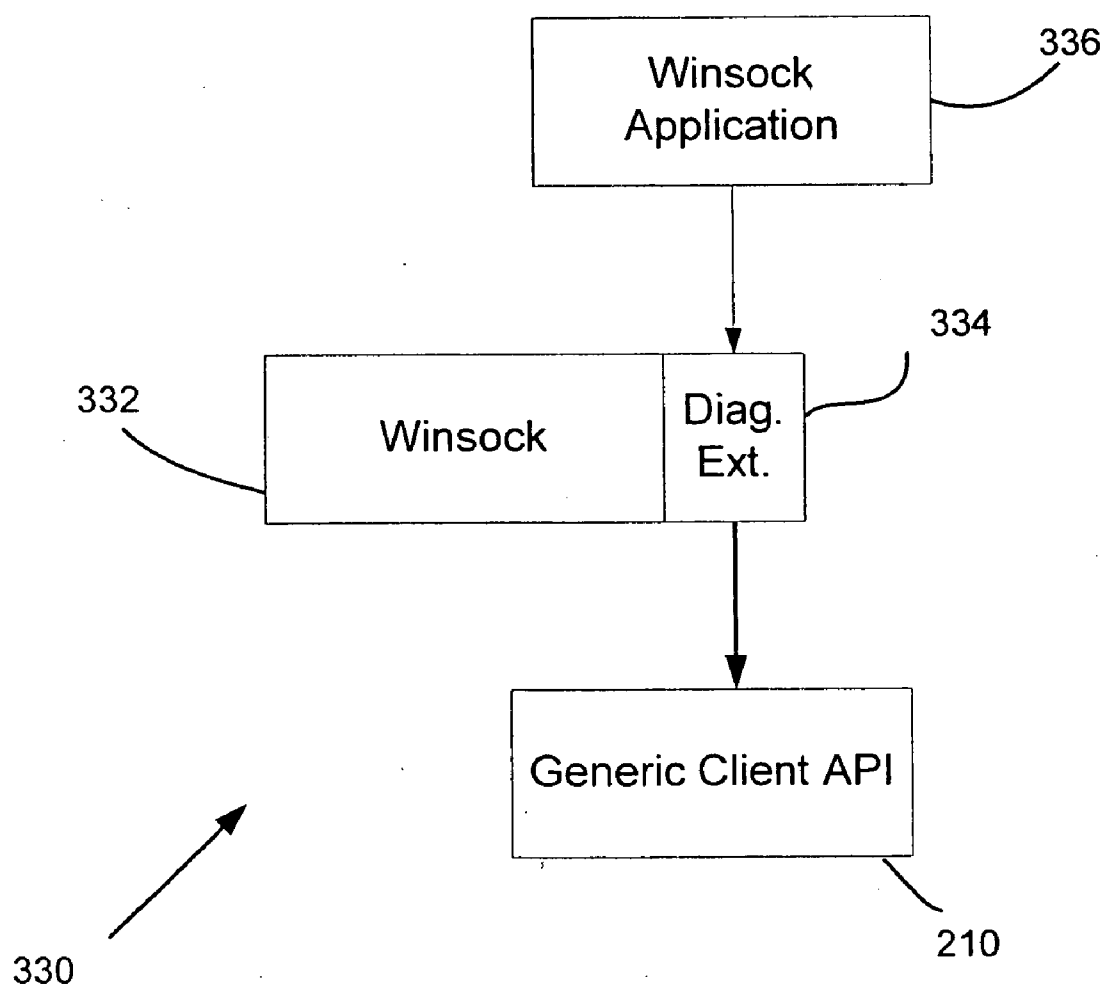 336
Winsock
Application
334
332
Winsock
Diag.
Ext.
Generic Client API
210
330